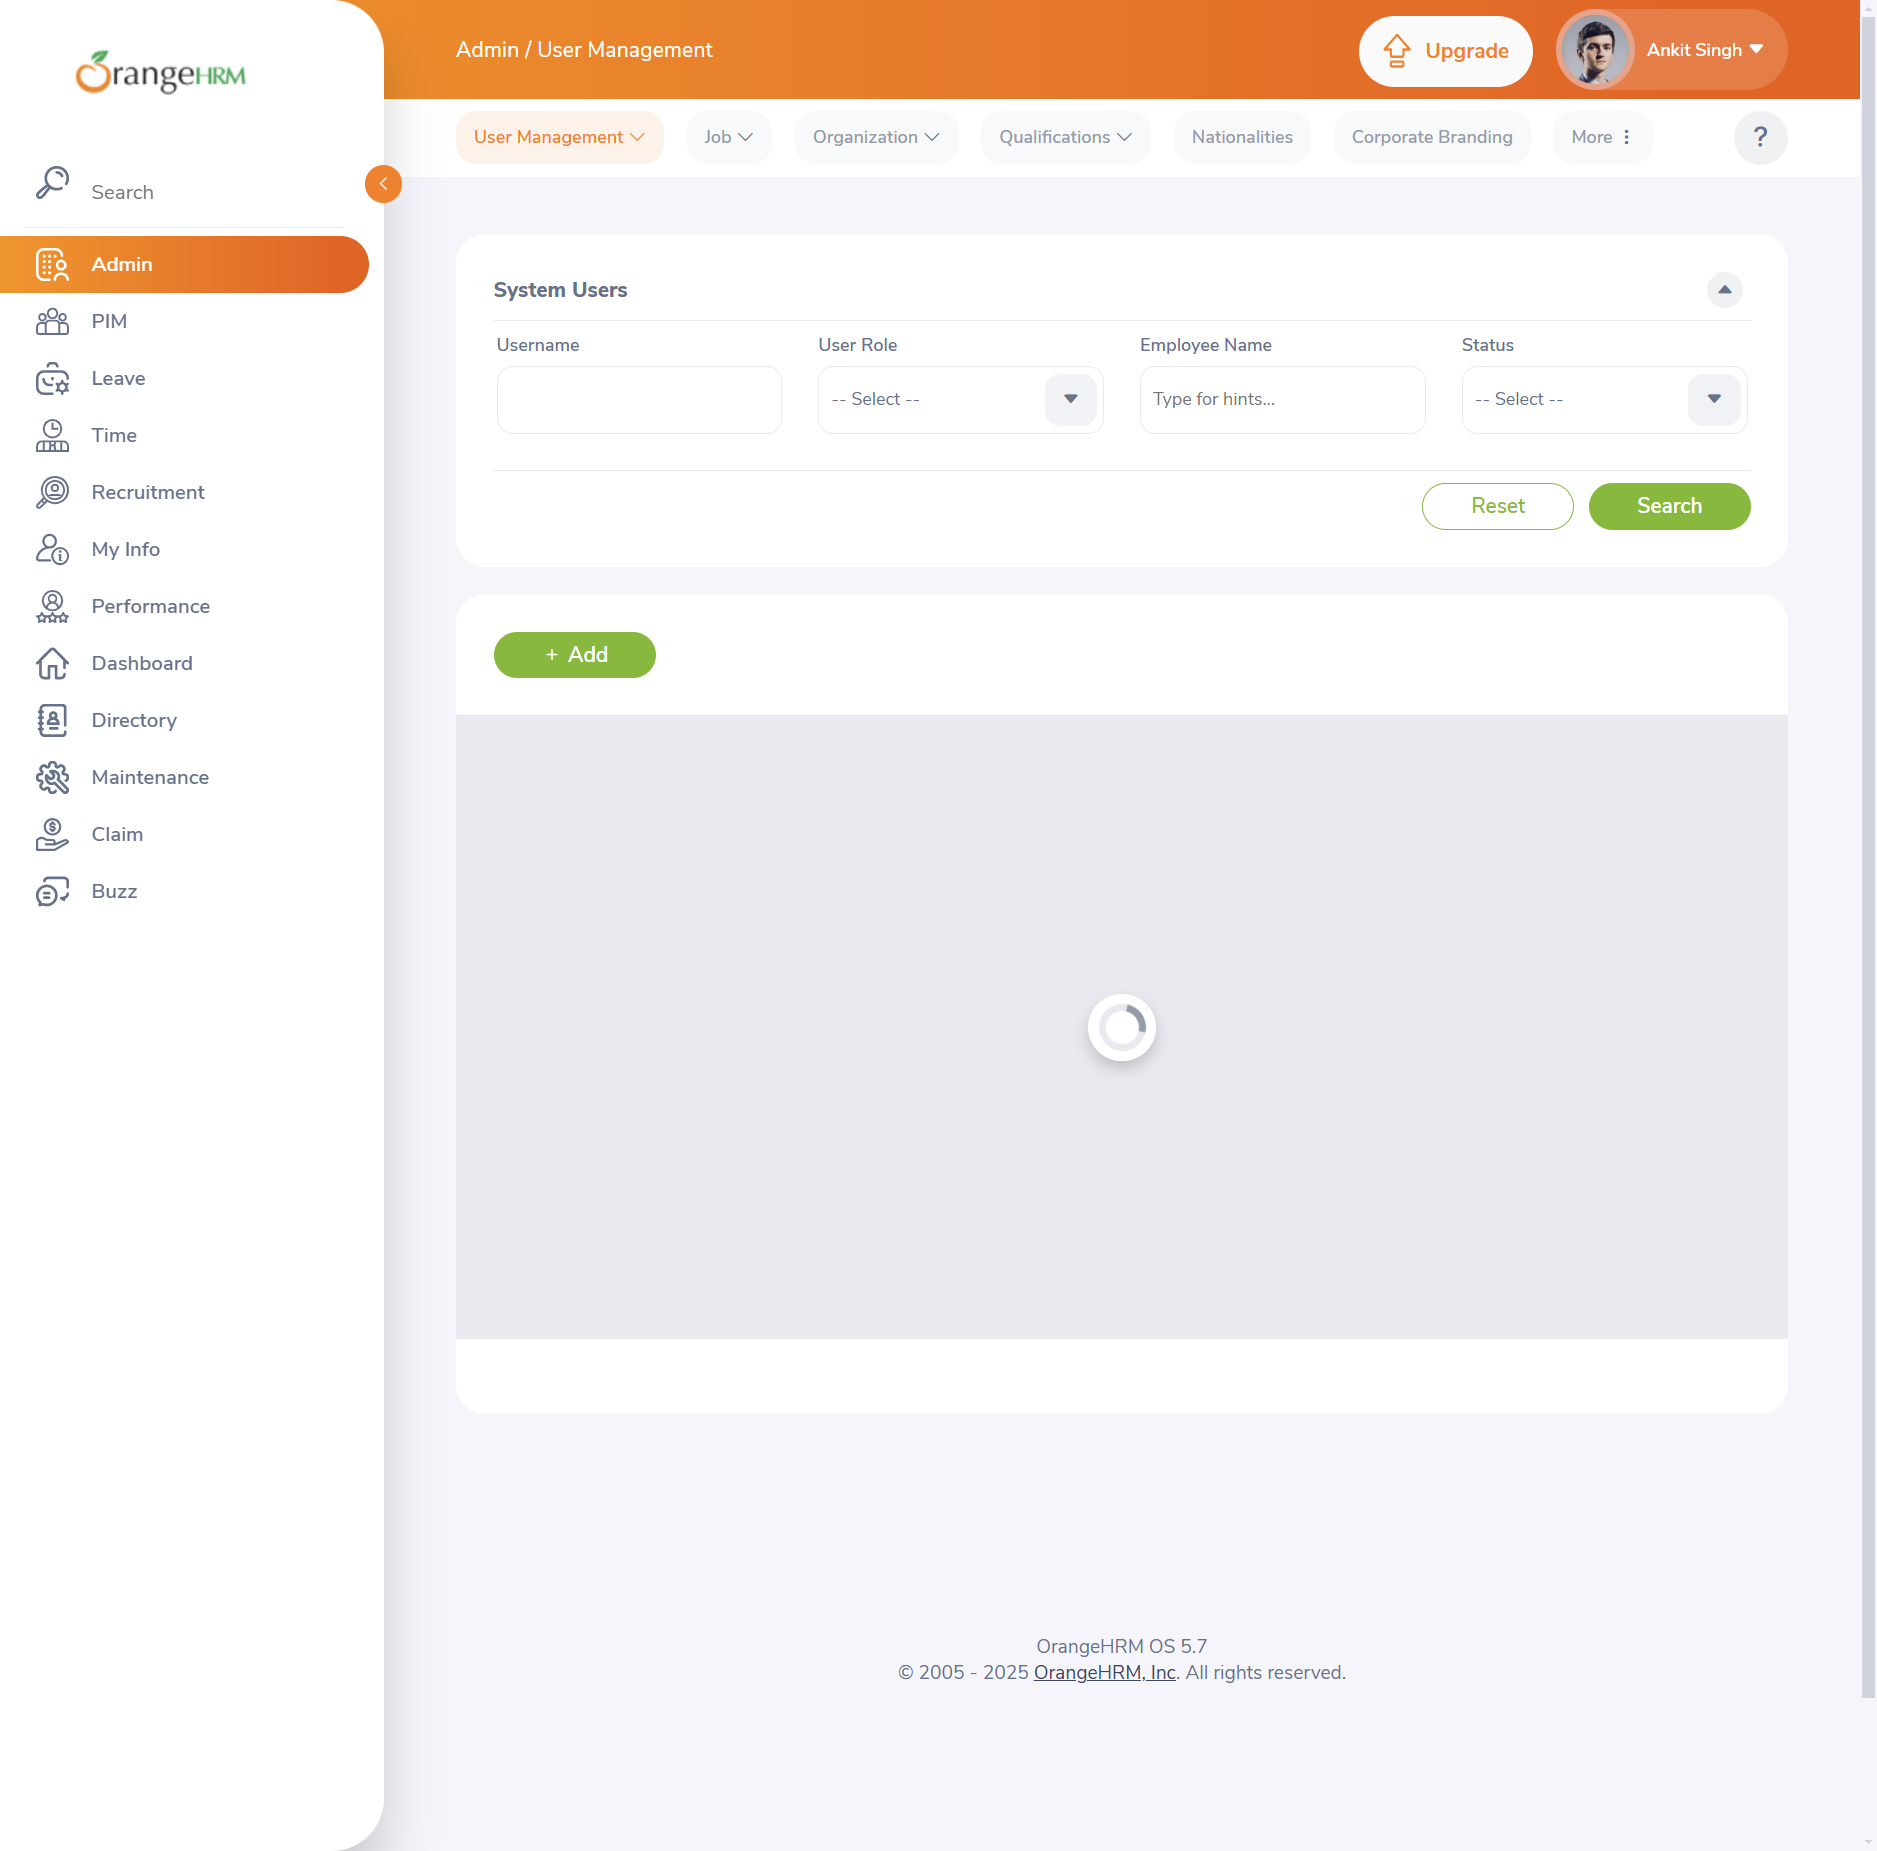 OrangeHRM
Search
Admin
PIM
Leave
Time
Recruitment
My Info
Performance
Dashboard
Directory
Maintenance
Claim
Buzz
Admin / User Management
Upgrade
Ankit Singh
User Management
Job
Organization
Qualifications
Nationalities
Corporate Branding
More
?
System Users
Username
User Role
Employee Name
Status
-- Select --
Type for hints...
-- Select --
Reset
Search
+ Add
OrangeHRM OS 5.7
© 2005 - 2025 OrangeHRM, Inc. All rights reserved.